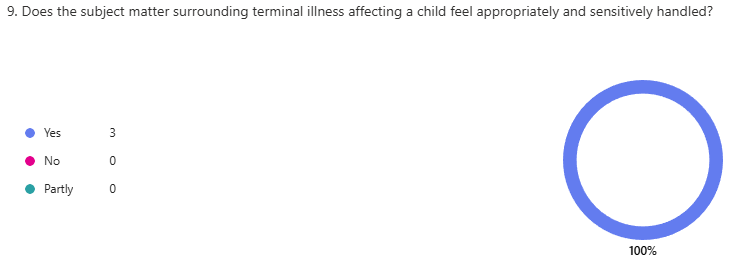 9. Does the subject matter surrounding terminal illness affecting a child feel appropriately and sensitively handled?
Yes 3
No 0
Partly 0
100%